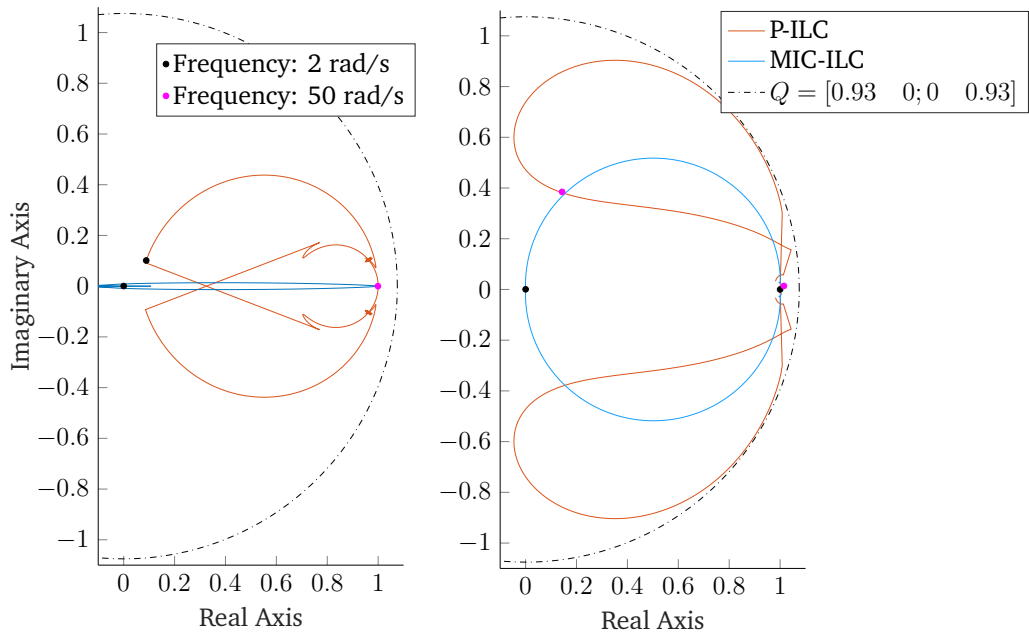 1
0.8
0.6
0.4
0.2
0
−0.2
−0.4
−0.6
−0.8
−1
Imaginary Axis
0 0.2 0.4 0.6 0.8 1
Real Axis
Frequency: 2 rad/s
Frequency: 50 rad/s
1
0.8
0.6
0.4
0.2
0
−0.2
−0.4
−0.6
−0.8
−1
0 0.2 0.4 0.6 0.8 1
Real Axis
P-ILC
MIC-ILC
Q = [0.93 0; 0 0.93]